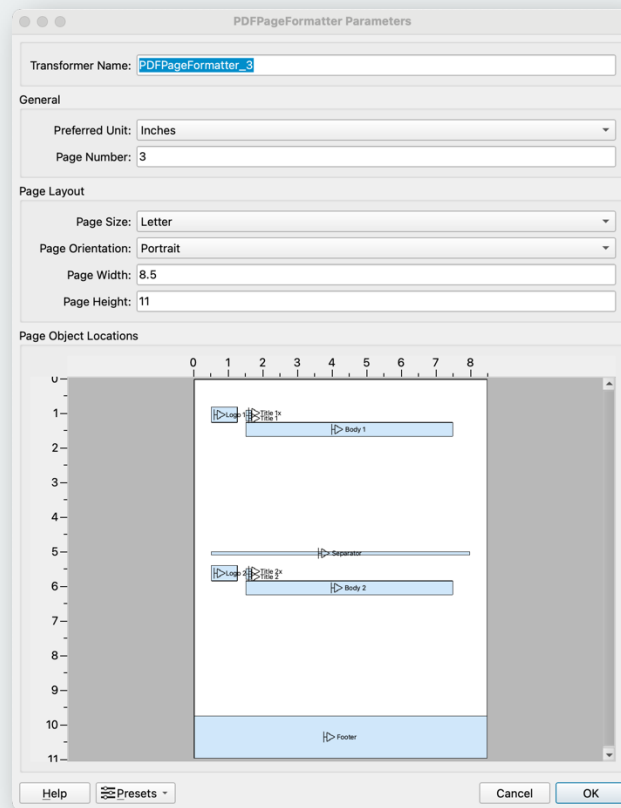 PDFPageFormatter Parameters
Transformer Name: PDFPageFormatter_3
General
Preferred Unit: Inches
Page Number: 3
Page Layout
Page Size: Letter
Page Orientation: Portrait
Page Width: 8.5
Page Height: 11
Page Object Locations
0 1 2 3 4 5 6 7 8
0
1
Logo 1
Title 1x
Title 1
Body 1
2
3
4
5
Separator
Logo 2
Title 2x
Title 2
6
Body 2
7
8
9
10
Footer
11
Help Presets Cancel OK